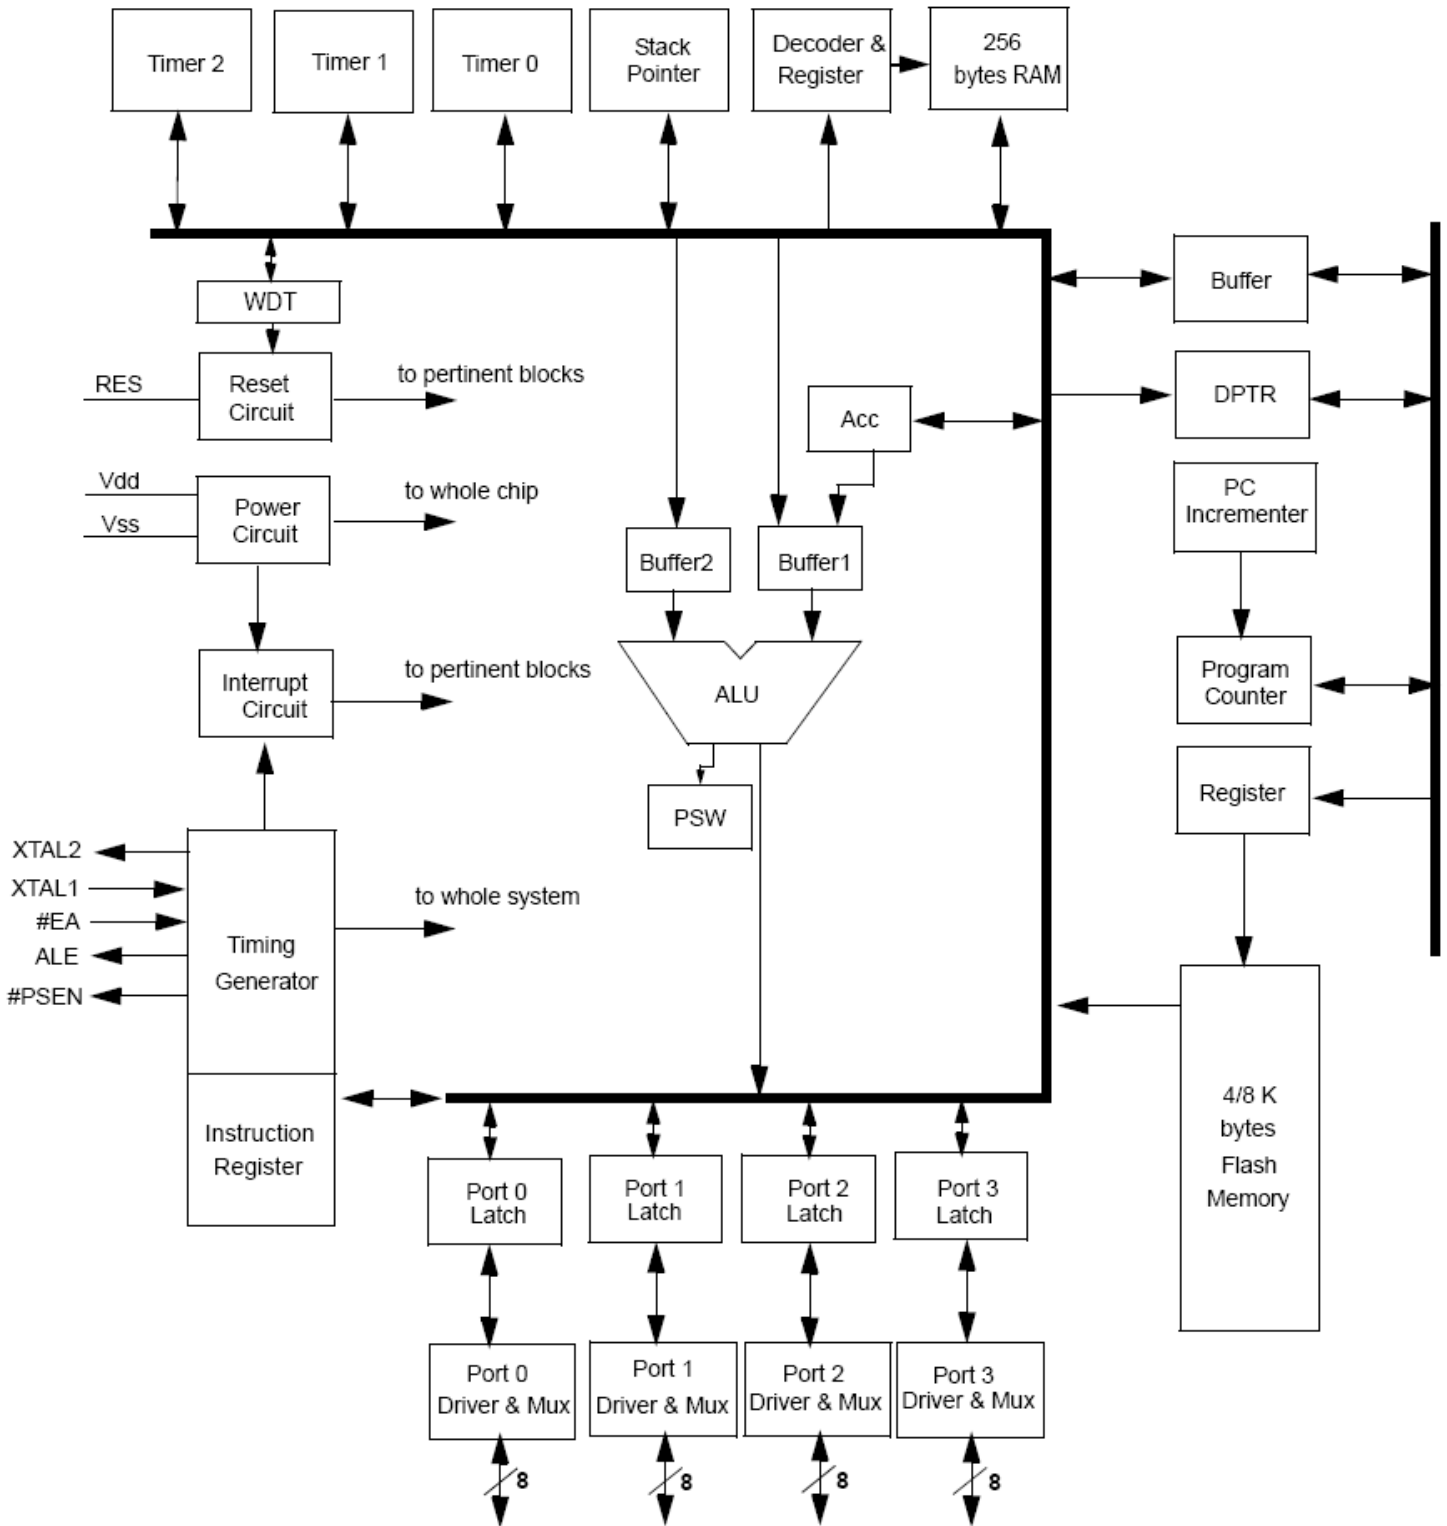 Timer 2
Timer 1
Timer 0
Stack
Pointer
Decoder &
Register
256
bytes RAM
WDT
Buffer
RES
Reset
Circuit
to pertinent blocks
DPTR
Acc
Vdd
Vss
Power
Circuit
to whole chip
PC
Incrementer
Buffer2
Buffer1
Interrupt
Circuit
to pertinent blocks
ALU
Program
Counter
PSW
Register
XTAL2
XTAL1
#EA
ALE
#PSEN
Timing
Generator
to whole system
Instruction
Register
4/8 K
bytes
Flash
Memory
Port 0
Latch
Port 1
Latch
Port 2
Latch
Port 3
Latch
Port 0
Driver & Mux
Port 1
Driver & Mux
Port 2
Driver & Mux
Port 3
Driver & Mux
8
8
8
8